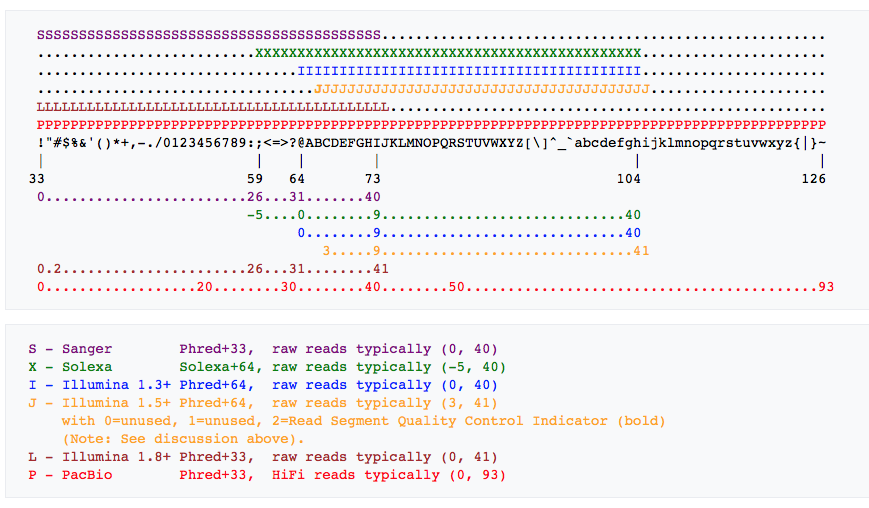 SSSSSSSSSSSSSSSSSSSSSSSSSSSSSSSSSSSSSSSSS.....................................................
..........................XXXXXXXXXXXXXXXXXXXXXXXXXXXXXXXXXXXXXXXXXXXXXX......................
...............................IIIIIIIIIIIIIIIIIIIIIIIIIIIIIIIIIIIIIIIII......................
.................................JJJJJJJJJJJJJJJJJJJJJJJJJJJJJJJJJJJJJJJJ.....................
LLLLLLLLLLLLLLLLLLLLLLLLLLLLLLLLLLLLLLLLLL....................................................
PPPPPPPPPPPPPPPPPPPPPPPPPPPPPPPPPPPPPPPPPPPPPPPPPPPPPPPPPPPPPPPPPPPPPPPPPPPPPPPPPPPPPPPPPPPPPP
!"#$%&'()*+,-./0123456789:;<=>?@ABCDEFGHIJKLMNOPQRSTUVWXYZ[\]^_`abcdefghijklmnopqrstuvwxyz{|}~
| | | | | |
33 59 64 73 104 126
0........................26...31.......40
-5....0........9.............................40
0........9.............................40
3.....9..............................41
0.2......................26...31........41
0..................20........30........40........50..........................................93
S - Sanger Phred+33, raw reads typically (0, 40)
X - Solexa Solexa+64, raw reads typically (-5, 40)
I - Illumina 1.3+ Phred+64, raw reads typically (0, 40)
J - Illumina 1.5+ Phred+64, raw reads typically (3, 41)
with 0=unused, 1=unused, 2=Read Segment Quality Control Indicator (bold)
(Note: See discussion above).
L - Illumina 1.8+ Phred+33, raw reads typically (0, 41)
P - PacBio Phred+33, HiFi reads typically (0, 93)